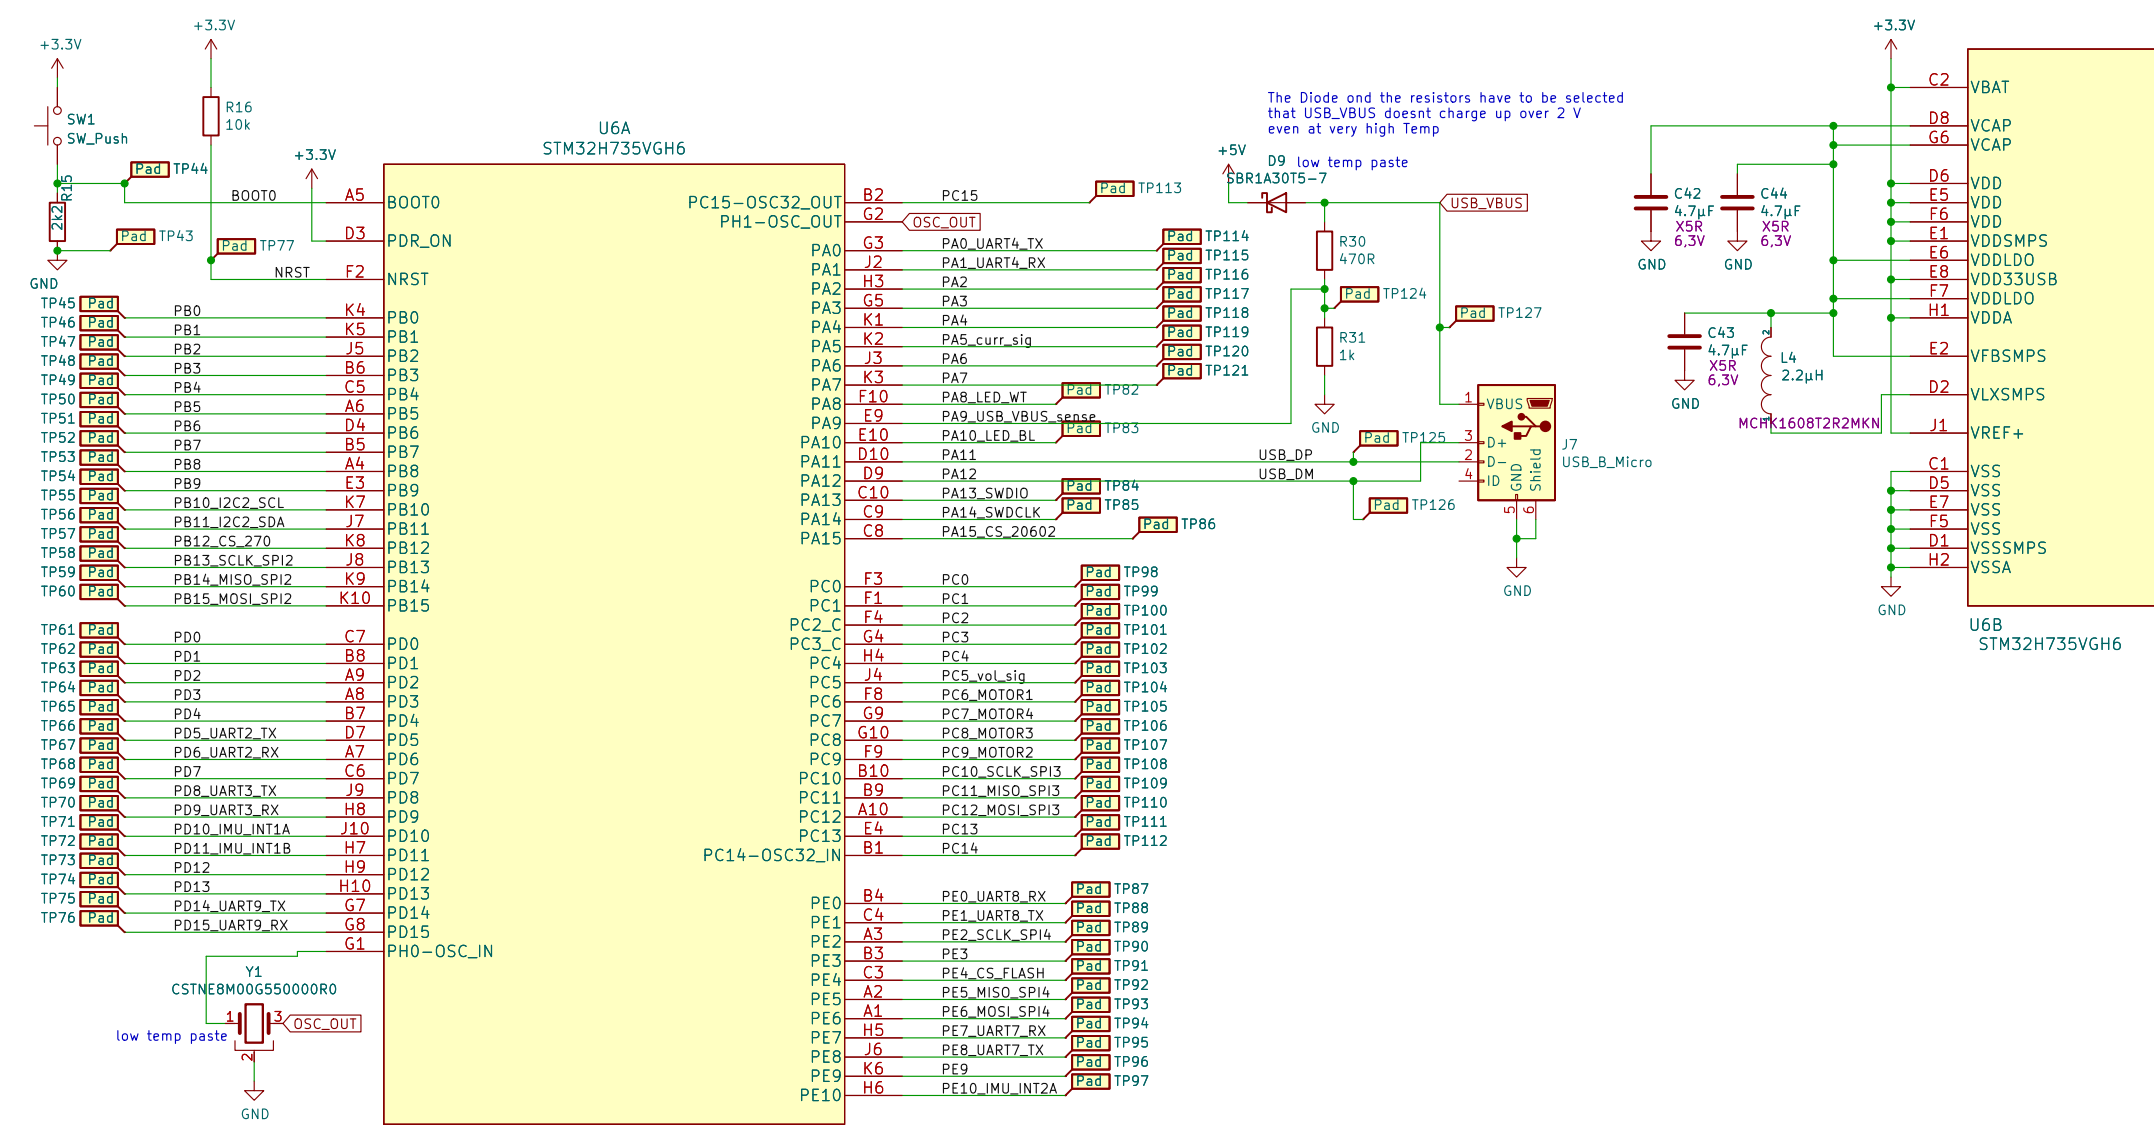 +3.3V
SW1
SW_Push
R15
2k2
GND
Pad TP44
Pad TP43
BOOT0
+3.3V
R16
10k
Pad TP77
NRST
+3.3V
U6A
STM32H735VGH6
A5 BOOT0
D3 PDR_ON
F2 NRST
TP45 Pad PB0 K4 PB0
TP46 Pad PB1 K5 PB1
TP47 Pad PB2 J5 PB2
TP48 Pad PB3 B6 PB3
TP49 Pad PB4 C5 PB4
TP50 Pad PB5 A6 PB5
TP51 Pad PB6 D4 PB6
TP52 Pad PB7 B5 PB7
TP53 Pad PB8 A4 PB8
TP54 Pad PB9 E3 PB9
TP55 Pad PB10_I2C2_SCL K7 PB10
TP56 Pad PB11_I2C2_SDA J7 PB11
TP57 Pad PB12_CS_270 K8 PB12
TP58 Pad PB13_SCLK_SPI2 J8 PB13
TP59 Pad PB14_MISO_SPI2 K9 PB14
TP60 Pad PB15_MOSI_SPI2 K10 PB15
TP61 Pad PD0 C7 PD0
TP62 Pad PD1 B8 PD1
TP63 Pad PD2 A9 PD2
TP64 Pad PD3 A8 PD3
TP65 Pad PD4 B7 PD4
TP66 Pad PD5_UART2_TX D7 PD5
TP67 Pad PD6_UART2_RX A7 PD6
TP68 Pad PD7 C6 PD7
TP69 Pad PD8_UART3_TX J9 PD8
TP70 Pad PD9_UART3_RX H8 PD9
TP71 Pad PD10_IMU_INT1A J10 PD10
TP72 Pad PD11_IMU_INT1B H7 PD11
TP73 Pad PD12 H9 PD12
TP74 Pad PD13 H10 PD13
TP75 Pad PD14_UART9_TX G7 PD14
TP76 Pad PD15_UART9_RX G8 PD15
G1 PH0-OSC_IN
Y1
CSTNE8M00G550000R0
1 3 OSC_OUT
low temp paste
2
GND
PC15-OSC32_OUT B2 PC15 Pad TP113
PH1-OSC_OUT G2 OSC_OUT
PA0 G3 PA0_UART4_TX Pad TP114
PA1 J2 PA1_UART4_RX Pad TP115
PA2 H3 PA2 Pad TP116
PA3 G5 PA3 Pad TP117
PA4 K1 PA4 Pad TP118
PA5 K2 PA5_curr_sig Pad TP119
PA6 J3 PA6 Pad TP120
PA7 K3 PA7 Pad TP121
PA8 F10 PA8_LED_WT Pad TP82
PA9 E9 PA9_USB_VBUS_sense
PA10 E10 PA10_LED_BL Pad TP83
PA11 D10 PA11 USB_DP
PA12 D9 PA12 USB_DM
PA13 C10 PA13_SWDIO Pad TP84
PA14 C9 PA14_SWDCLK Pad TP85
PA15 C8 PA15_CS_20602 Pad TP86
PC0 F3 PC0 Pad TP98
PC1 F1 PC1 Pad TP99
PC2_C F4 PC2 Pad TP100
PC3_C G4 PC3 Pad TP101
PC4 H4 PC4 Pad TP102
PC5 J4 PC5_vol_sig Pad TP103
PC6 F8 PC6_MOTOR1 Pad TP104
PC7 G9 PC7_MOTOR4 Pad TP105
PC8 G10 PC8_MOTOR3 Pad TP106
PC9 F9 PC9_MOTOR2 Pad TP107
PC10 B10 PC10_SCLK_SPI3 Pad TP108
PC11 B9 PC11_MISO_SPI3 Pad TP109
PC12 A10 PC12_MOSI_SPI3 Pad TP110
PC13 E4 PC13 Pad TP111
PC14-OSC32_IN B1 PC14 Pad TP112
PE0 B4 PE0_UART8_RX Pad TP87
PE1 C4 PE1_UART8_TX Pad TP88
PE2 A3 PE2_SCLK_SPI4 Pad TP89
PE3 B3 PE3 Pad TP90
PE4 C3 PE4_CS_FLASH Pad TP91
PE5 A2 PE5_MISO_SPI4 Pad TP92
PE6 A1 PE6_MOSI_SPI4 Pad TP93
PE7 H5 PE7_UART7_RX Pad TP94
PE8 J6 PE8_UART7_TX Pad TP95
PE9 K6 PE9 Pad TP96
PE10 H6 PE10_IMU_INT2A Pad TP97
The Diode ond the resistors have to be selected
that USB_VBUS doesnt charge up over 2 V
even at very high Temp
+5V
D9 low temp paste
SBR1A30T5-7
USB_VBUS
R30
470R
Pad TP124
R31
1k
GND
Pad TP127
Pad TP125
Pad TP126
1 VBUS
3 D+
2 D-
4 ID
GND
Shield
5 6
J7
USB_B_Micro
GND
C42
4.7µF
X5R
6,3V
GND
C44
4.7µF
X5R
6,3V
GND
C43
4.7µF
X5R
6,3V
GND
2
L4
2.2µH
1
MCHK1608T2R2MKN
+3.3V
C2 VBAT
D8 VCAP
G6 VCAP
D6 VDD
E5 VDD
F6 VDD
E1 VDDSMPS
E6 VDDLDO
E8 VDD33USB
F7 VDDLDO
H1 VDDA
E2 VFBSMPS
D2 VLXSMPS
J1 VREF+
C1 VSS
D5 VSS
E7 VSS
F5 VSS
D1 VSSSMPS
H2 VSSA
GND
U6B
STM32H735VGH6